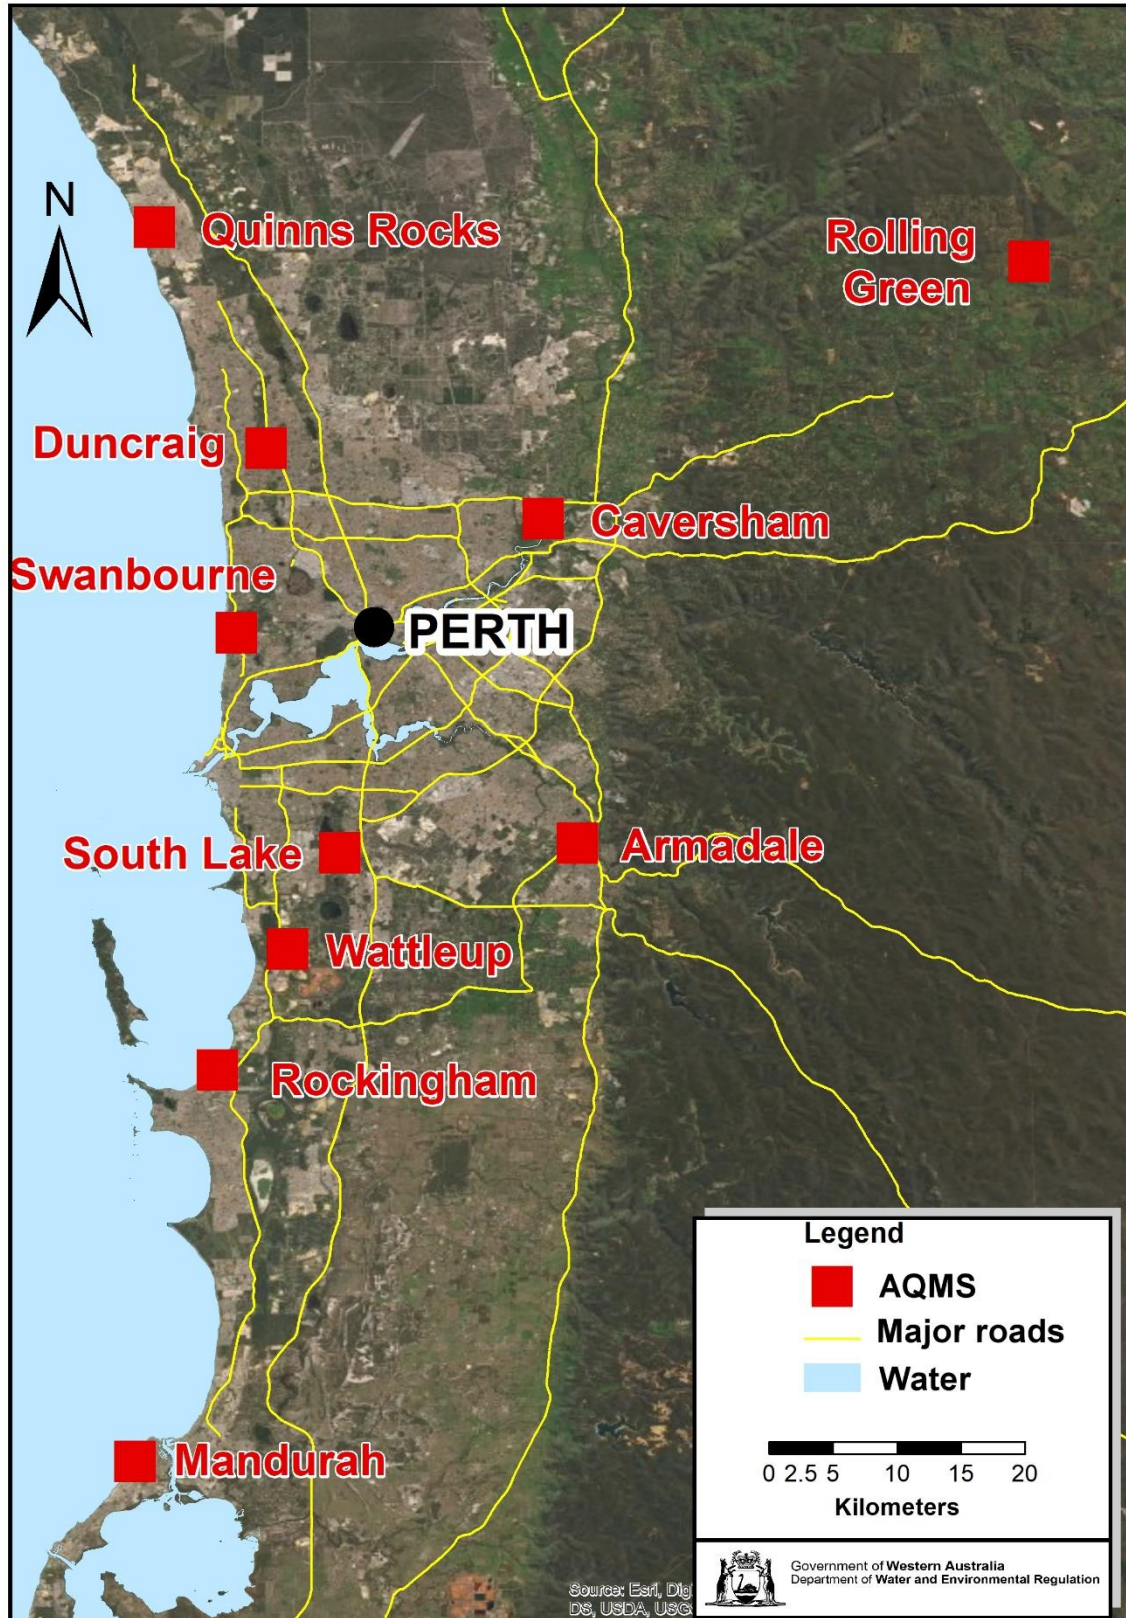 N
Quinns Rocks
Rolling
Green
Duncraig
Caversham
Swanbourne
PERTH
South Lake
Armadale
Wattleup
Rockingham
Mandurah
Legend
AQMS
Major roads
Water
0 2.5 5 10 15 20
Kilometers
Government of Western Australia
Department of Water and Environmental Regulation
Source: Esri, Digi
DS, USDA, USGS